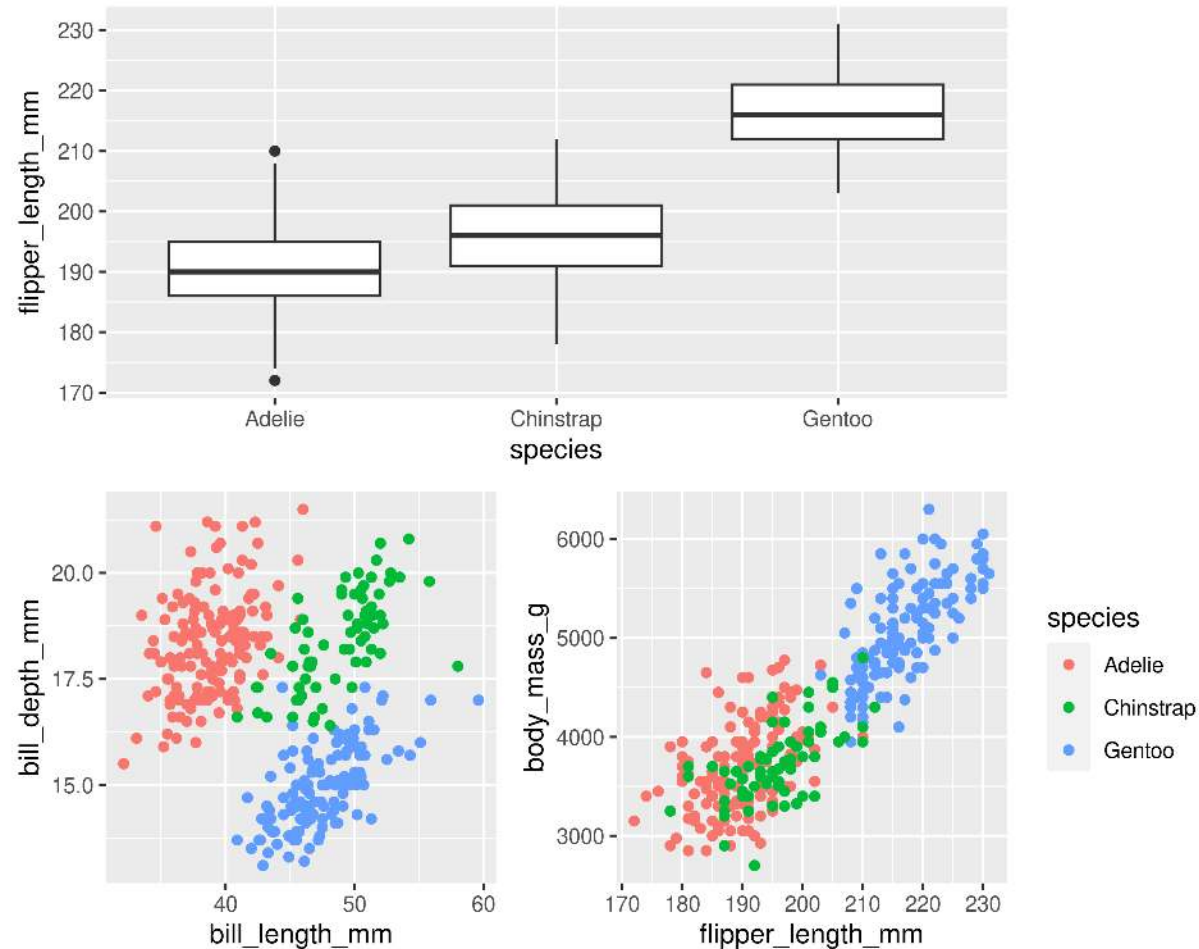 flipper_length_mm
230
220
210
200
190
180
170
Adelie
Chinstrap
Gentoo
species
bill_depth_mm
20.0
17.5
15.0
40
50
60
bill_length_mm
body_mass_g
6000
5000
4000
3000
170
180
190
200
210
220
230
flipper_length_mm
species
Adelie
Chinstrap
Gentoo